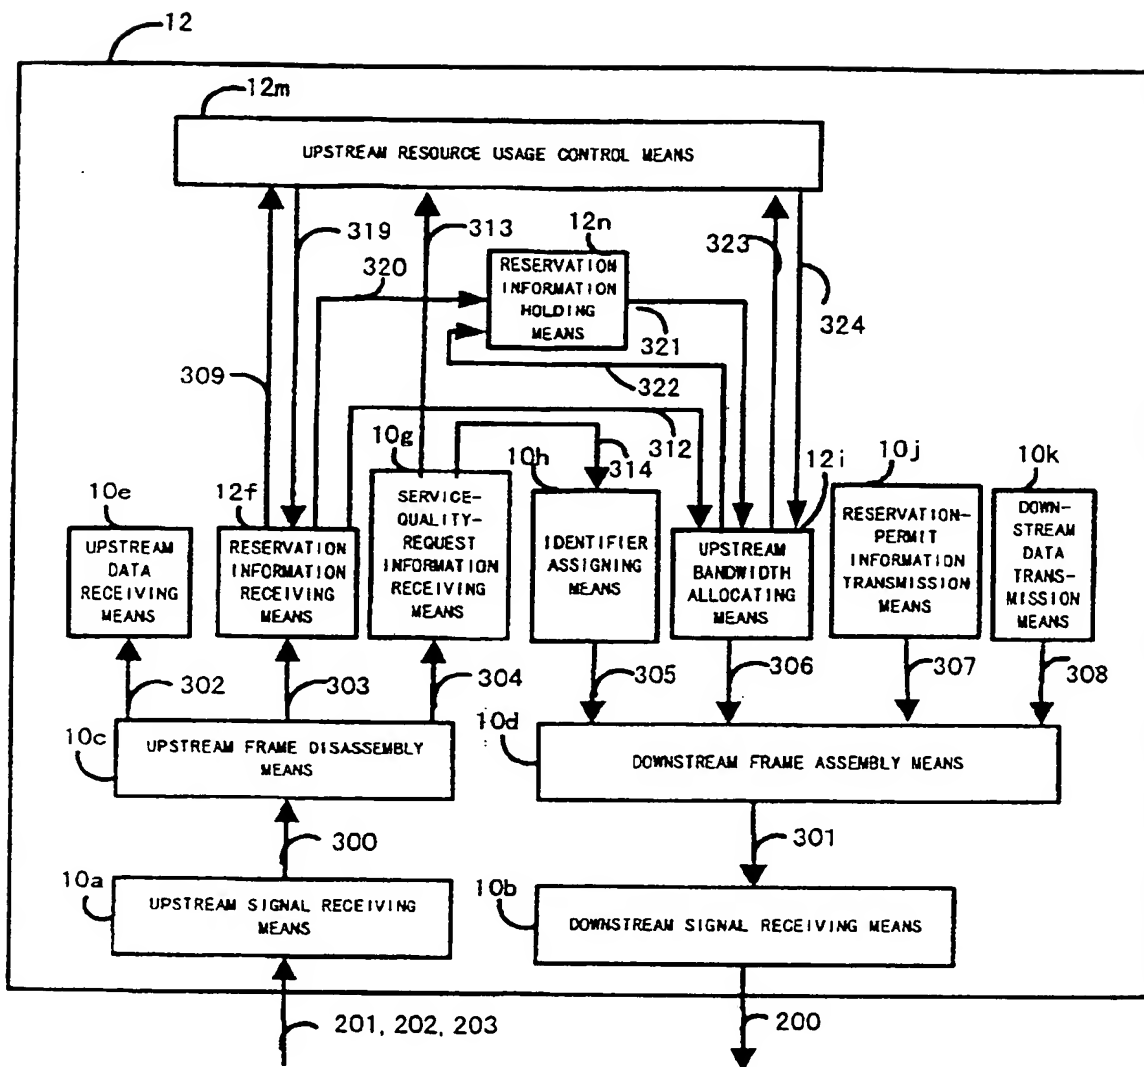 12
12m
UPSTREAM RESOURCE USAGE CONTROL MEANS
319
313
12n
323
320
RESERVATION
INFORMATION
HOLDING
MEANS
321
324
309
322
312
10g
314
10h
12i
10j
10k
10e
12f
UPSTREAM
DATA
RECEIVING
MEANS
RESERVATION
INFORMATION
RECEIVING
MEANS
SERVICE-
QUALITY-
REQUEST
INFORMATION
RECEIVING
MEANS
IDENTIFIER
ASSIGNING
MEANS
UPSTREAM
BANDWIDTH
ALLOCATING
MEANS
RESERVATION-
PERMIT
INFORMATION
TRANSMISSION
MEANS
DOWN-
STREAM
DATA
TRANS-
MISSION
MEANS
302
303
304
305
306
307
308
10c
UPSTREAM FRAME DISASSEMBLY
MEANS
10d
DOWNSTREAM FRAME ASSEMBLY MEANS
300
301
10a
UPSTREAM SIGNAL RECEIVING
MEANS
10b
DOWNSTREAM SIGNAL RECEIVING MEANS
201, 202, 203
200